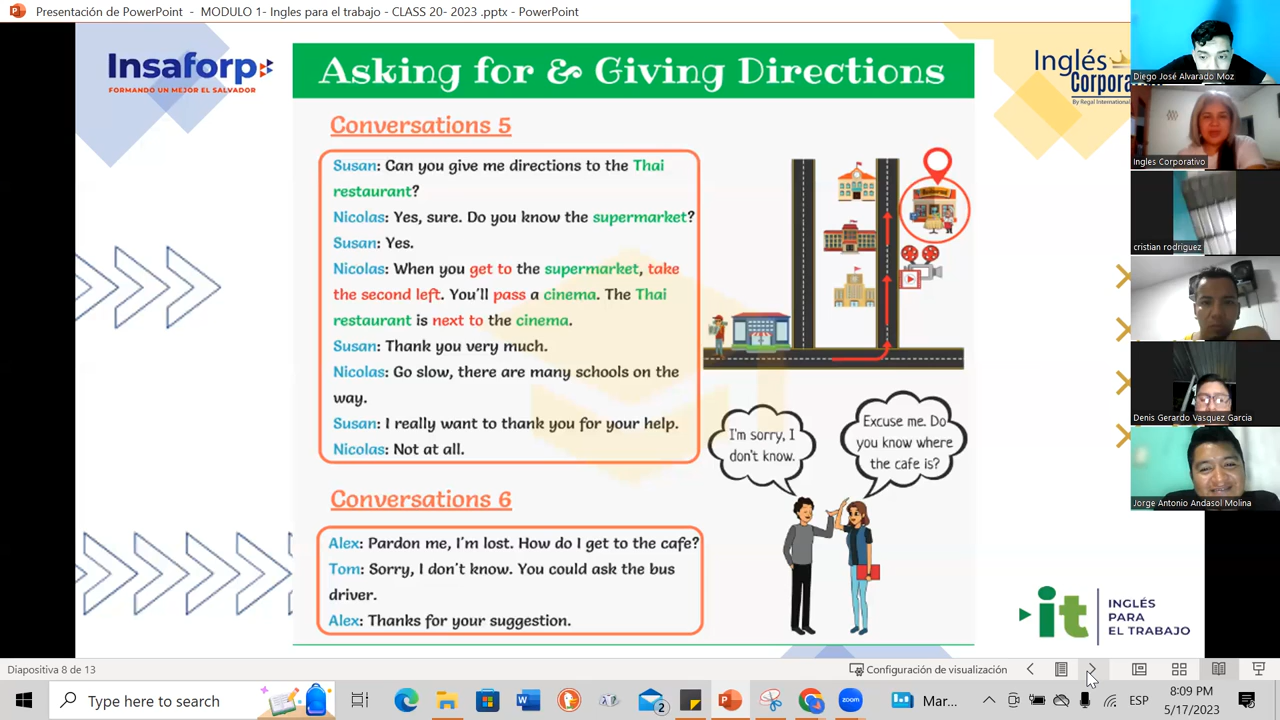 Presentación de PowerPoint - MODULO 1- Ingles para el trabajo - CLASS 20- 2023 .pptx - PowerPoint
Insaforp
FORMANDO UN MEJOR EL SALVADOR
Asking for & Giving Directions
Inglés
Corpora
By Regal International
Conversations 5
Susan: Can you give me directions to the Thai
restaurant?
Nicolas: Yes, sure. Do you know the supermarket?
Susan: Yes.
Nicolas: When you get to the supermarket, take
the second left. You'll pass a cinema. The Thai
restaurant is next to the cinema.
Susan: Thank you very much.
Nicolas: Go slow, there are many schools on the
way.
Susan: I really want to thank you for your help.
Nicolas: Not at all.
I'm sorry, I
don't know.
Excuse me. Do
you know where
the cafe is?
Conversations 6
Alex: Pardon me, I'm lost. How do I get to the cafe?
Tom: Sorry, I don't know. You could ask the bus
driver.
Alex: Thanks for your suggestion.
it
INGLÉS
PARA
EL TRABAJO
Diego José Alvarado Moz
Ingles Corporativo
cristian rodriguez
Denis Gerardo Vasquez Garcia
Jorge Antonio Andasol Molina
Diapositiva 8 de 13
Configuración de visualización
Type here to search
2
zoom
Mar...
ESP
8:09 PM
5/17/2023